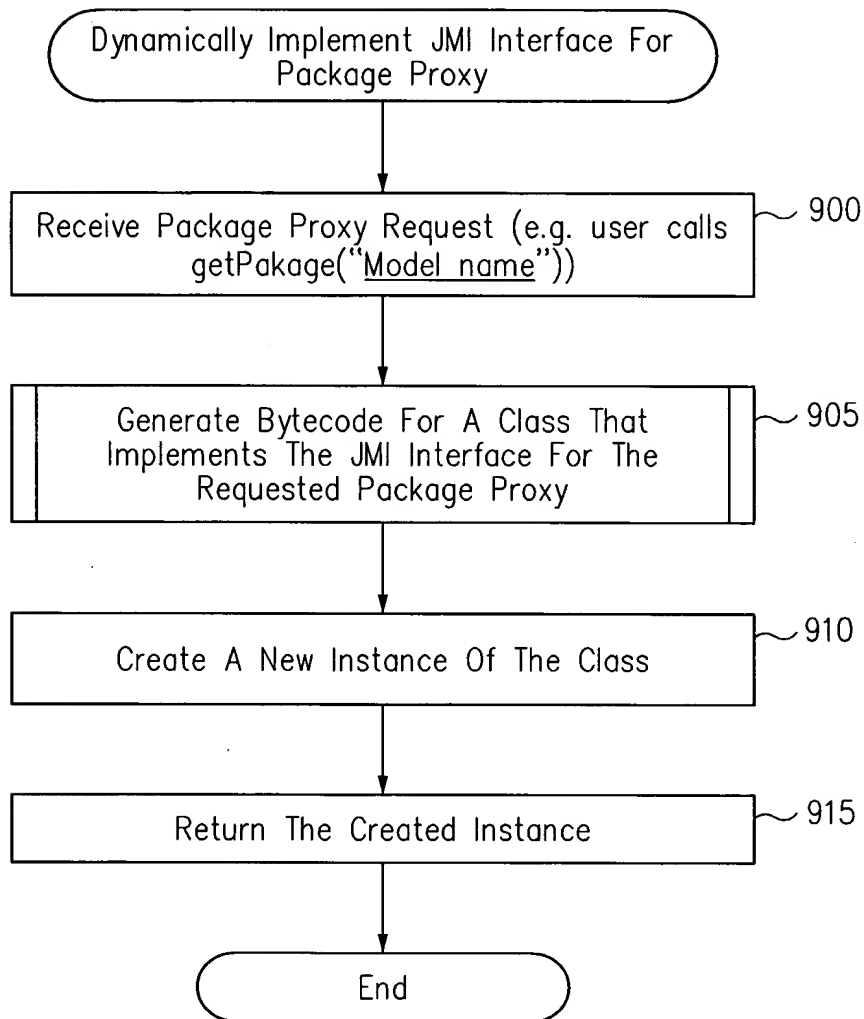 Dynamically Implement JMI Interface For
Package Proxy
Receive Package Proxy Request (e.g. user calls
getPakage("Model name"))
900
Generate Bytecode For A Class That
Implements The JMI Interface For The
Requested Package Proxy
905
Create A New Instance Of The Class
910
Return The Created Instance
915
End